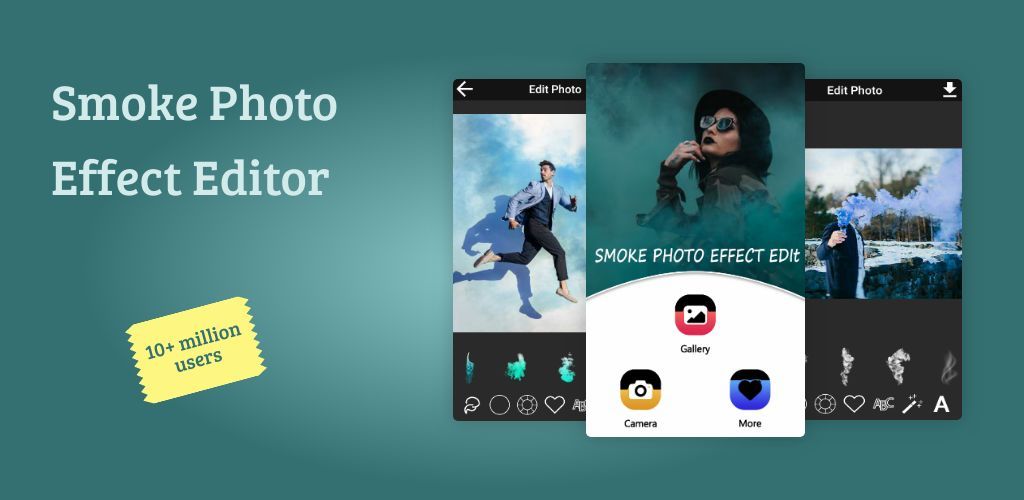 Smoke Photo
Effect Editor
10+ million
users
Edit Photo
SMOKE PHOTO EFFECT EDIt
Gallery
Camera
More
Edit Photo
ABC
A